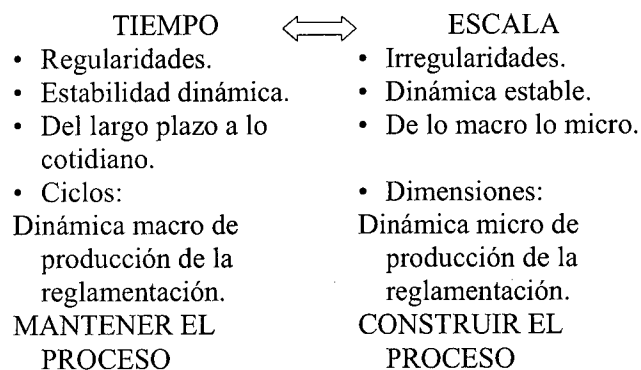 TIEMPO
• Regularidades.
• Estabilidad dinámica.
• Del largo plazo a lo
cotidiano.
• Ciclos:
Dinámica macro de
producción de la
reglamentación.
MANTENER EL
PROCESO
ESCALA
• Irregularidades.
• Dinámica estable.
• De lo macro lo micro.
• Dimensiones:
Dinámica micro de
producción de la
reglamentación.
CONSTRUIR EL
PROCESO